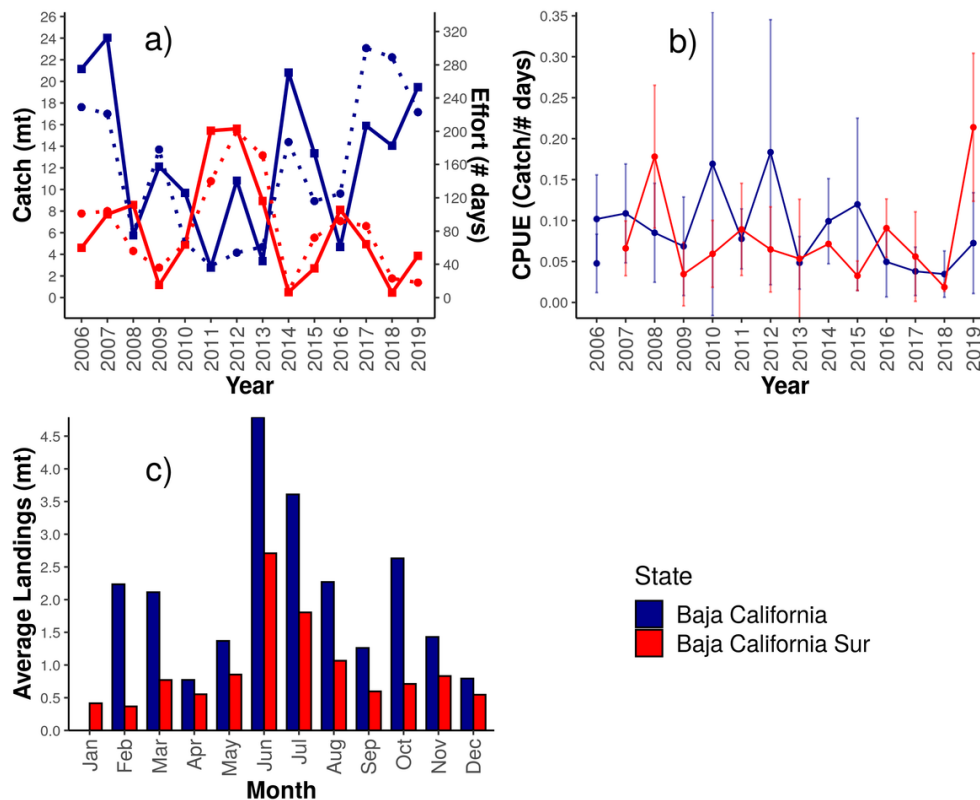 a)
26
24
22
20
18
16
14
12
10
8
6
4
2
0
Catch (mt)
320
280
240
200
160
120
80
40
0
Effort (# days)
2006
2007
2008
2009
2010
2011
2012
2013
2014
2015
2016
2017
2018
2019
Year
b)
0.35
0.30
0.25
0.20
0.15
0.10
0.05
0.00
CPUE (Catch/# days)
2006
2007
2008
2009
2010
2011
2012
2013
2014
2015
2016
2017
2018
2019
Year
c)
4.5
4.0
3.5
3.0
2.5
2.0
1.5
1.0
0.5
0.0
Average Landings (mt)
Jan
Feb
Mar
Apr
May
Jun
Jul
Aug
Sep
Oct
Nov
Dec
Month
State
Baja California
Baja California Sur